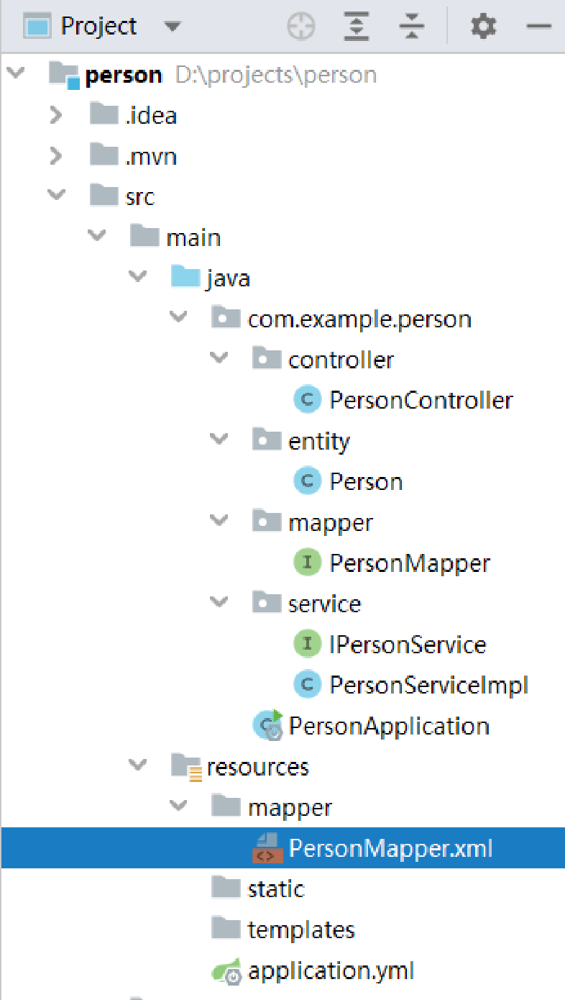 Project
person D:\projects\person
.idea
.mvn
src
main
java
com.example.person
controller
C PersonController
entity
C Person
mapper
I PersonMapper
service
I IPersonService
C PersonServiceImpl
C PersonApplication
resources
mapper
<> PersonMapper.xml
static
templates
application.yml